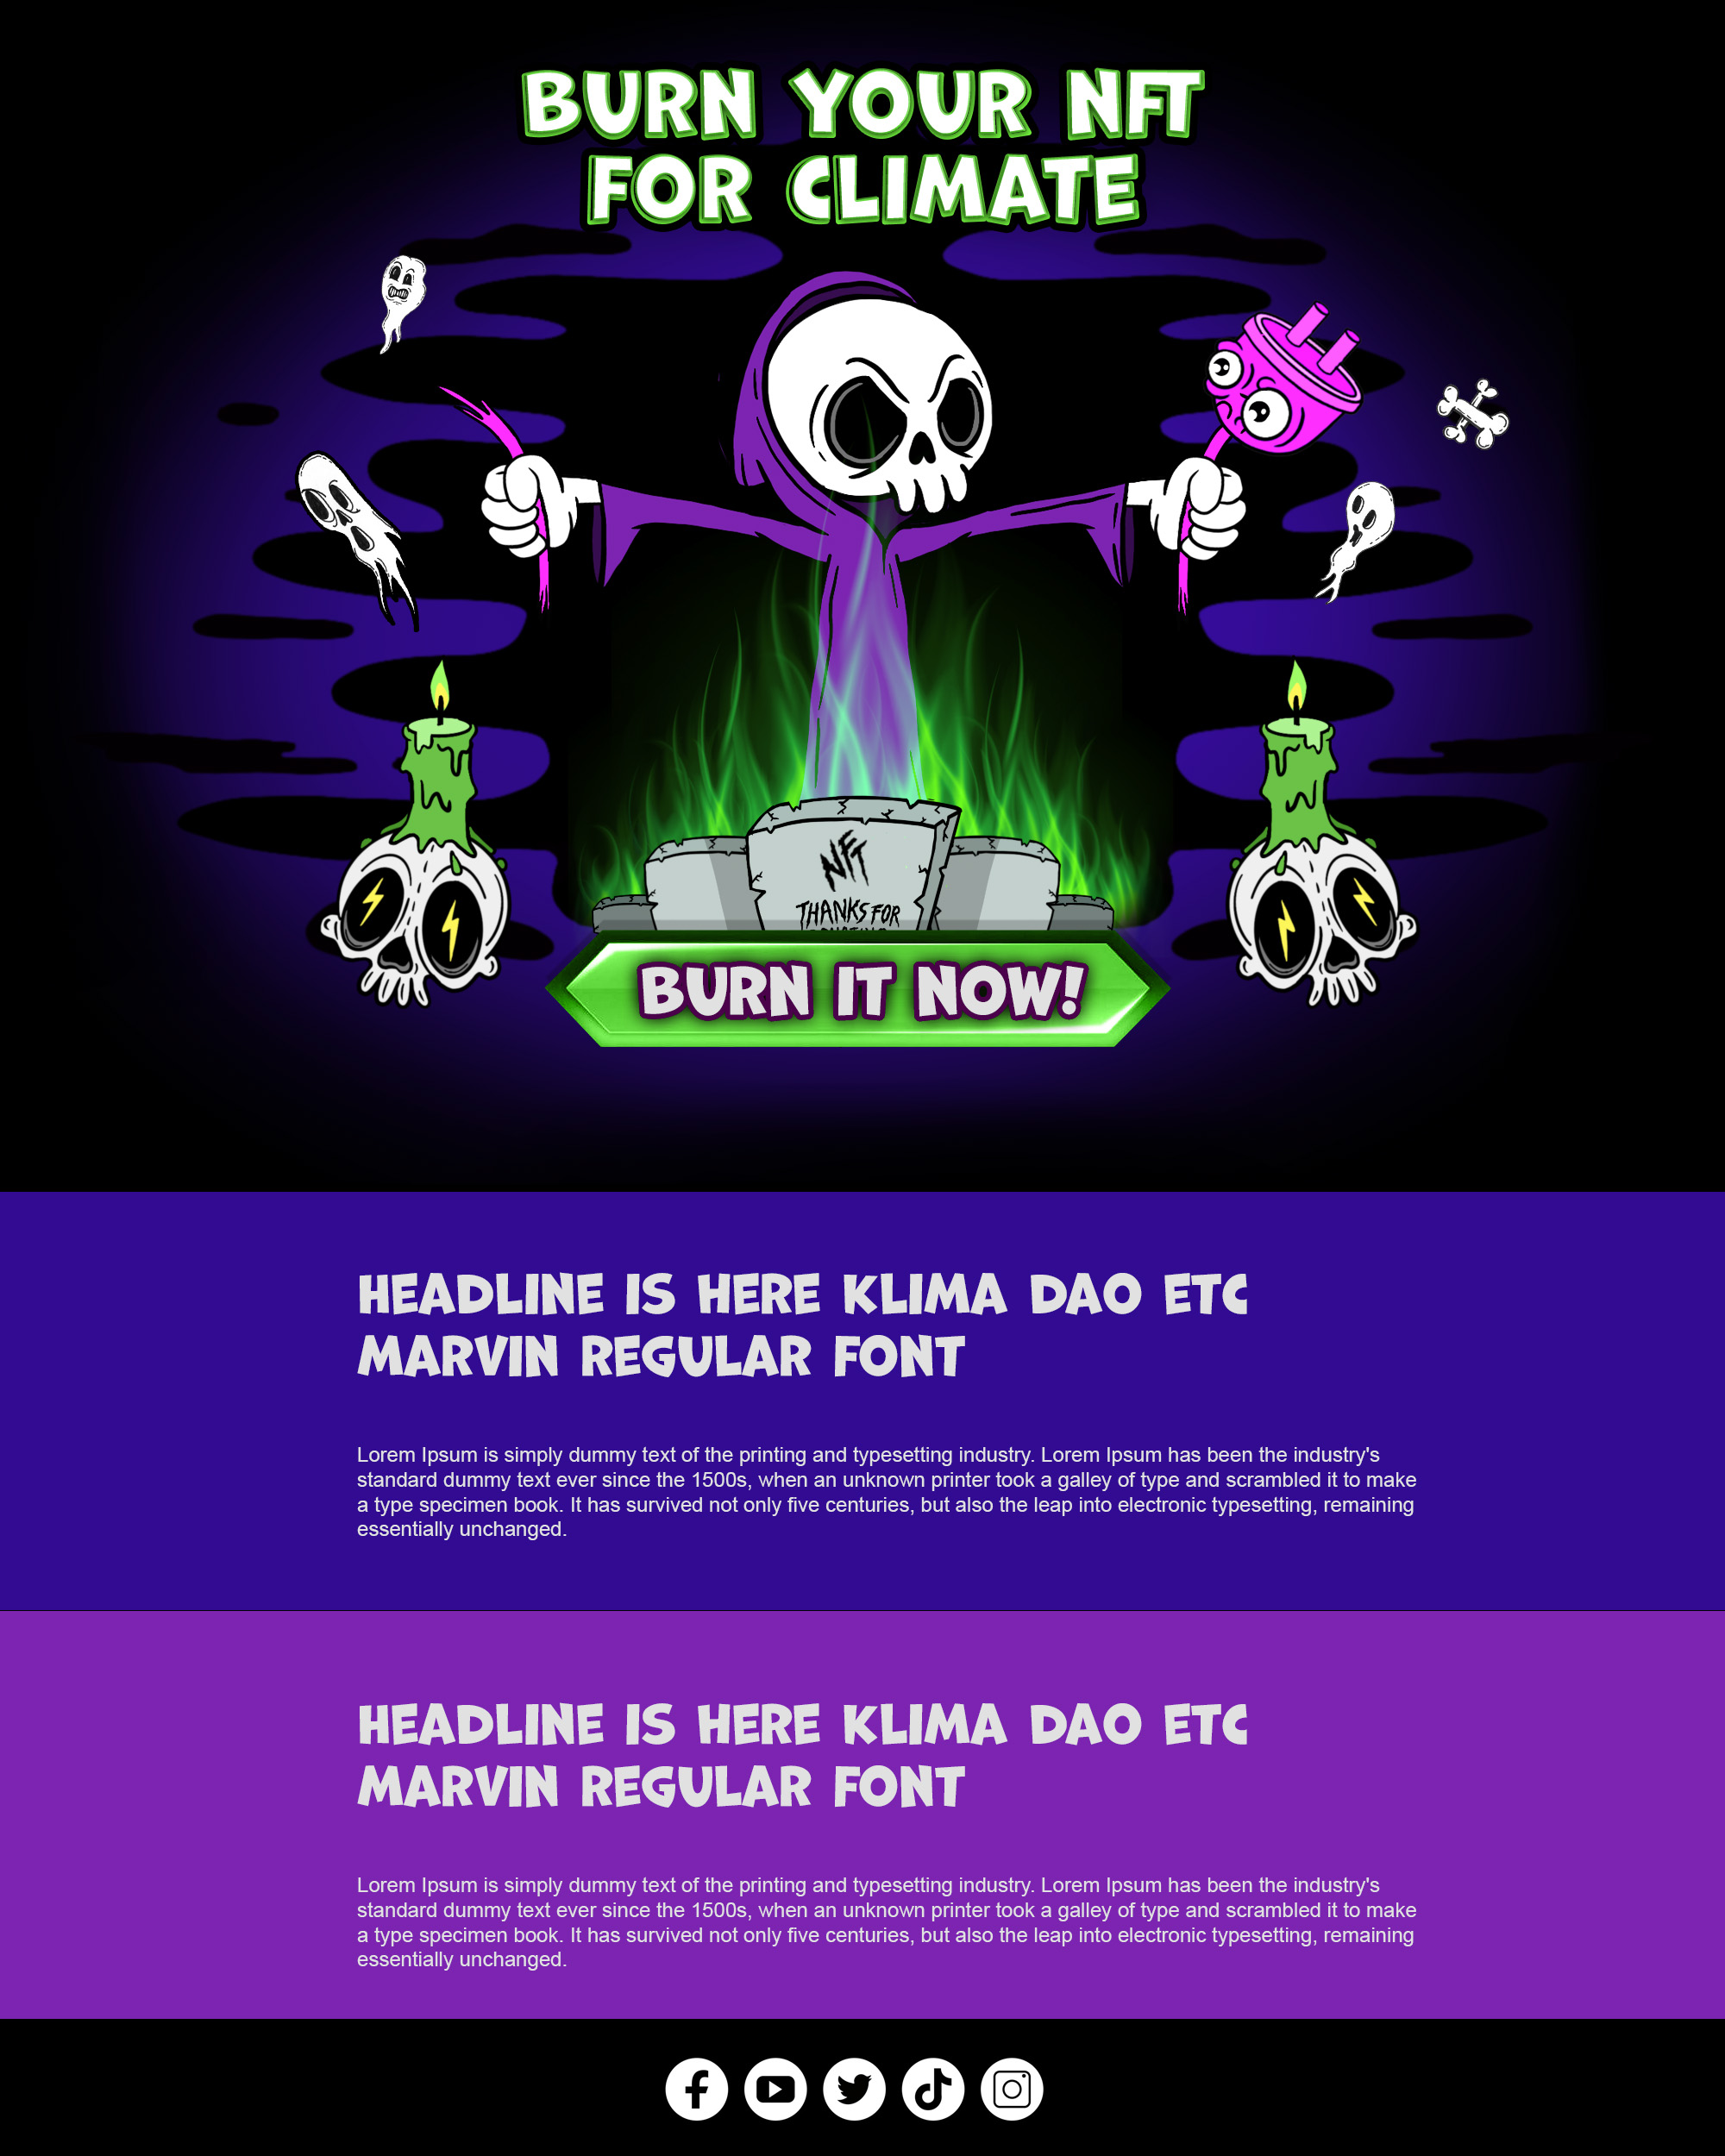 BURN YOUR NFT
FOR CLIMATE
NFT
THANKS FOR
BURN IT NOW!
HEADLINE IS HERE KLIMA DAO ETC
MARVIN REGULAR FONT
Lorem Ipsum is simply dummy text of the printing and typesetting industry. Lorem Ipsum has been the industry's
standard dummy text ever since the 1500s, when an unknown printer took a galley of type and scrambled it to make
a type specimen book. It has survived not only five centuries, but also the leap into electronic typesetting, remaining
essentially unchanged.
HEADLINE IS HERE KLIMA DAO ETC
MARVIN REGULAR FONT
Lorem Ipsum is simply dummy text of the printing and typesetting industry. Lorem Ipsum has been the industry's
standard dummy text ever since the 1500s, when an unknown printer took a galley of type and scrambled it to make
a type specimen book. It has survived not only five centuries, but also the leap into electronic typesetting, remaining
essentially unchanged.